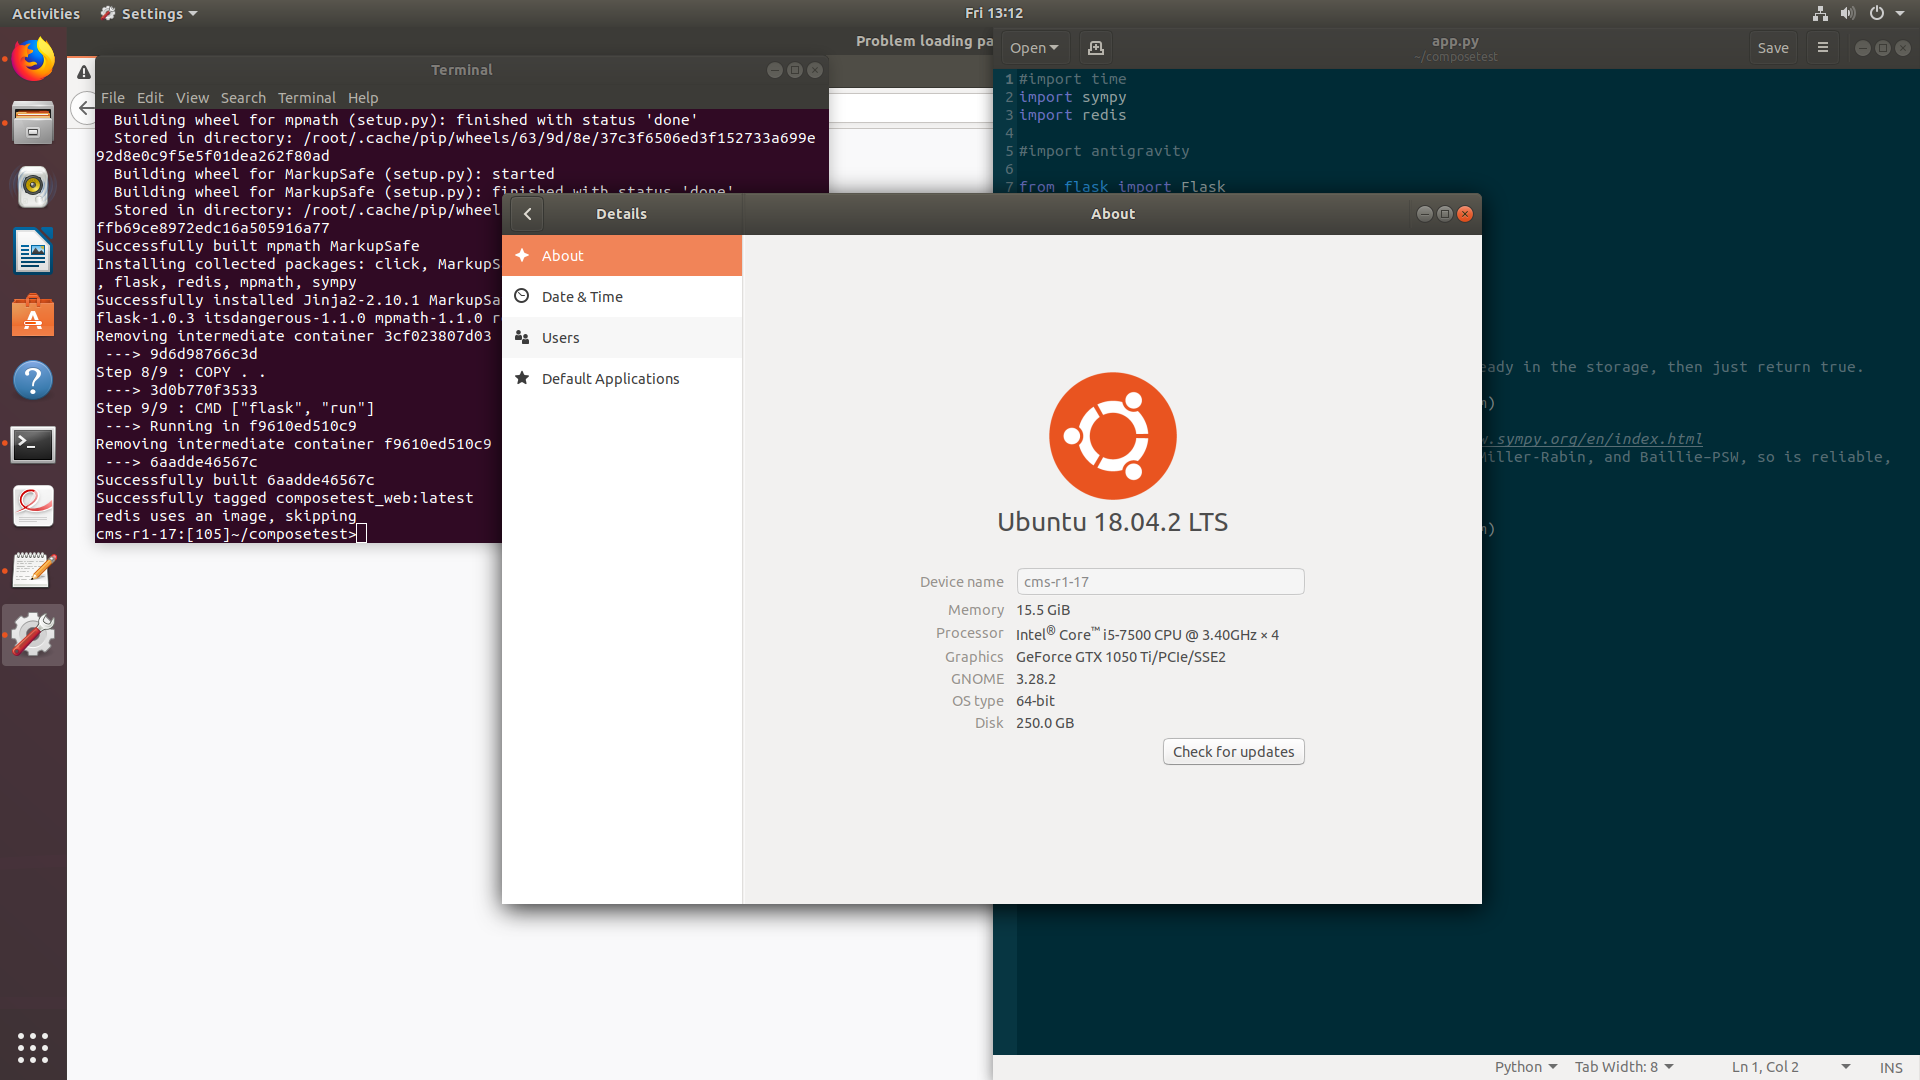 Activities
Settings
Fri 13:12
Problem loading pa
Terminal
File Edit View Search Terminal Help
Building wheel for mpmath (setup.py): finished with status 'done'
Stored in directory: /root/.cache/pip/wheels/63/9d/8e/37c3f6506ed3f152733a699e
92d8e0c9f5e5f01dea262f80ad
Building wheel for MarkupSafe (setup.py): started
Building wheel for MarkupSafe (setup.py): finished with status 'done'
Stored in directory: /root/.cache/pip/wheel
ffb69ce8972edc16a505916a77
Successfully built mpmath MarkupSafe
Installing collected packages: click, MarkupS
, flask, redis, mpmath, sympy
Successfully installed Jinja2-2.10.1 MarkupSa
flask-1.0.3 itsdangerous-1.1.0 mpmath-1.1.0 r
Removing intermediate container 3cf023807d03
---> 9d6d98766c3d
Step 8/9 : COPY . .
---> 3d0b770f3533
Step 9/9 : CMD ["flask", "run"]
---> Running in f9610ed510c9
Removing intermediate container f9610ed510c9
---> 6aadde46567c
Successfully built 6aadde46567c
Successfully tagged composetest_web:latest
redis uses an image, skipping
cms-r1-17:[105]~/composetest>
Open
app.py
~/composetest
Save
1 #import time
2 import sympy
3 import redis
4
5 #import antigravity
6
7 from flask import Flask
eady in the storage, then just return true.
)
w.sympy.org/en/index.html
Miller-Rabin, and Baillie-PSW, so is reliable,
)
Details
About
About
Date & Time
Users
Default Applications
Ubuntu 18.04.2 LTS
Device name cms-r1-17
Memory 15.5 GiB
Processor Intel® Core™ i5-7500 CPU @ 3.40GHz × 4
Graphics GeForce GTX 1050 Ti/PCIe/SSE2
GNOME 3.28.2
OS type 64-bit
Disk 250.0 GB
Check for updates
Python
Tab Width: 8
Ln 1, Col 2
INS